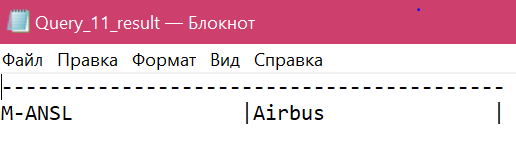 Query_11_result — Блокнот
Файл Правка Формат Вид Справка
------------------------------------------
M-ANSL              |Airbus              |